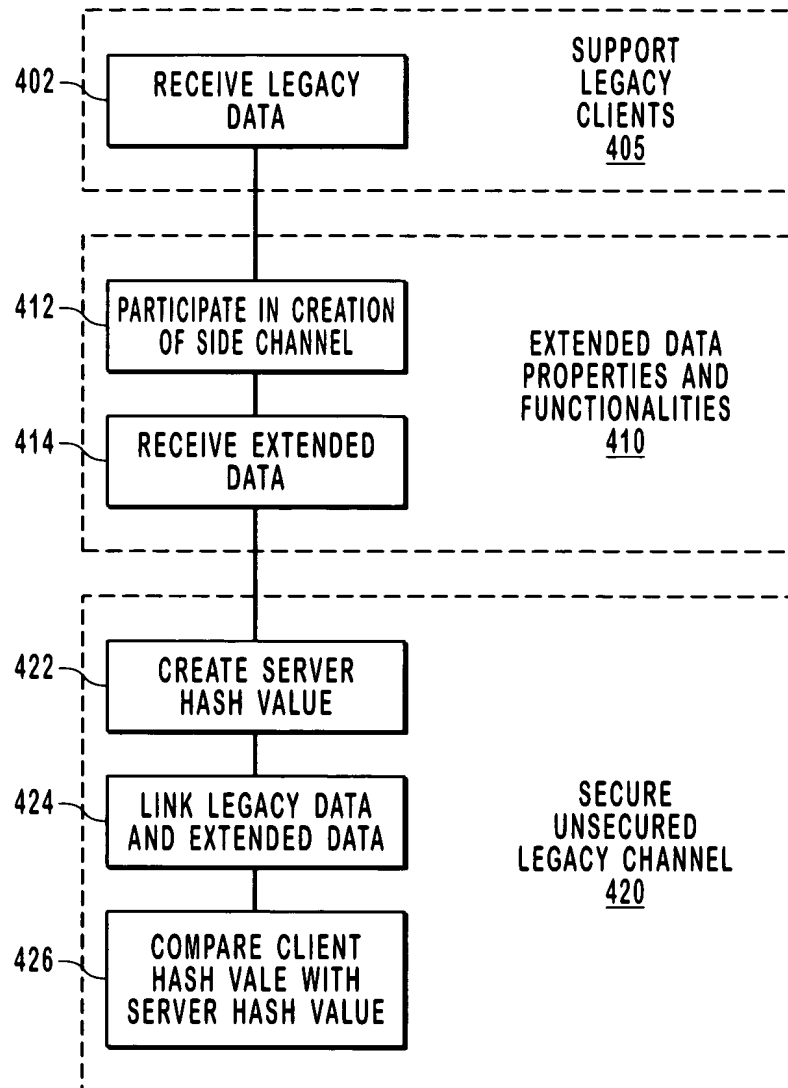 402
RECEIVE LEGACY
DATA
SUPPORT
LEGACY
CLIENTS
405
412
PARTICIPATE IN CREATION
OF SIDE CHANNEL
414
RECEIVE EXTENDED
DATA
EXTENDED DATA
PROPERTIES AND
FUNCTIONALITIES
410
422
CREATE SERVER
HASH VALUE
424
LINK LEGACY DATA
AND EXTENDED DATA
426
COMPARE CLIENT
HASH VALE WITH
SERVER HASH VALUE
SECURE
UNSECURED
LEGACY CHANNEL
420